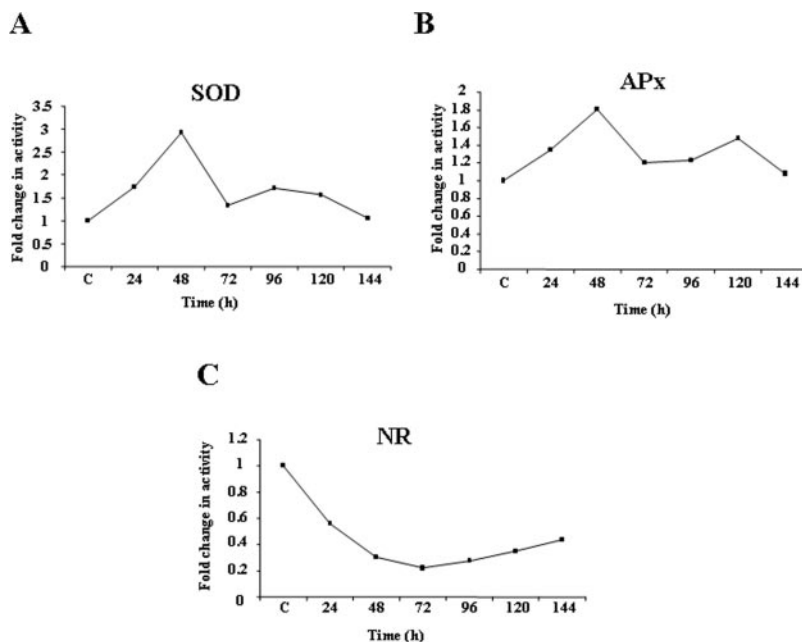 A
SOD
Fold change in activity
3.5
3
2.5
2
1.5
1
0.5
0
C 24 48 72 96 120 144
Time (h)
B
APx
Fold change in activity
2
1.8
1.6
1.4
1.2
1
0.8
0.6
0.4
0.2
0
C 24 48 72 96 120 144
Time (h)
C
NR
Fold change in activity
1.2
1
0.8
0.6
0.4
0.2
0
C 24 48 72 96 120 144
Time (h)